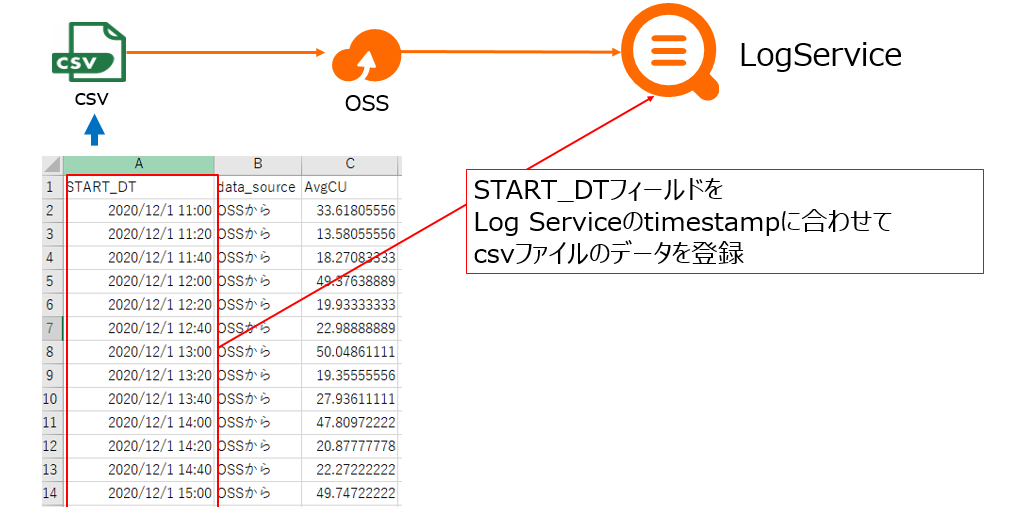 CSV
LogService
csv
OSS
A B C
1 START_DT data_source AvgCU
2 2020/12/1 11:00 OSSから 33.61805556
3 2020/12/1 11:20 OSSから 13.58055556
4 2020/12/1 11:40 OSSから 18.27083333
5 2020/12/1 12:00 OSSから 49.37638889
6 2020/12/1 12:20 OSSから 19.93333333
7 2020/12/1 12:40 OSSから 22.98888889
8 2020/12/1 13:00 OSSから 50.04861111
9 2020/12/1 13:20 OSSから 19.35555556
10 2020/12/1 13:40 OSSから 27.93611111
11 2020/12/1 14:00 OSSから 47.80972222
12 2020/12/1 14:20 OSSから 20.87777778
13 2020/12/1 14:40 OSSから 22.27222222
14 2020/12/1 15:00 OSSから 49.74722222
START_DTフィールドを
Log Serviceのtimestampに合わせて
csvファイルのデータを登録